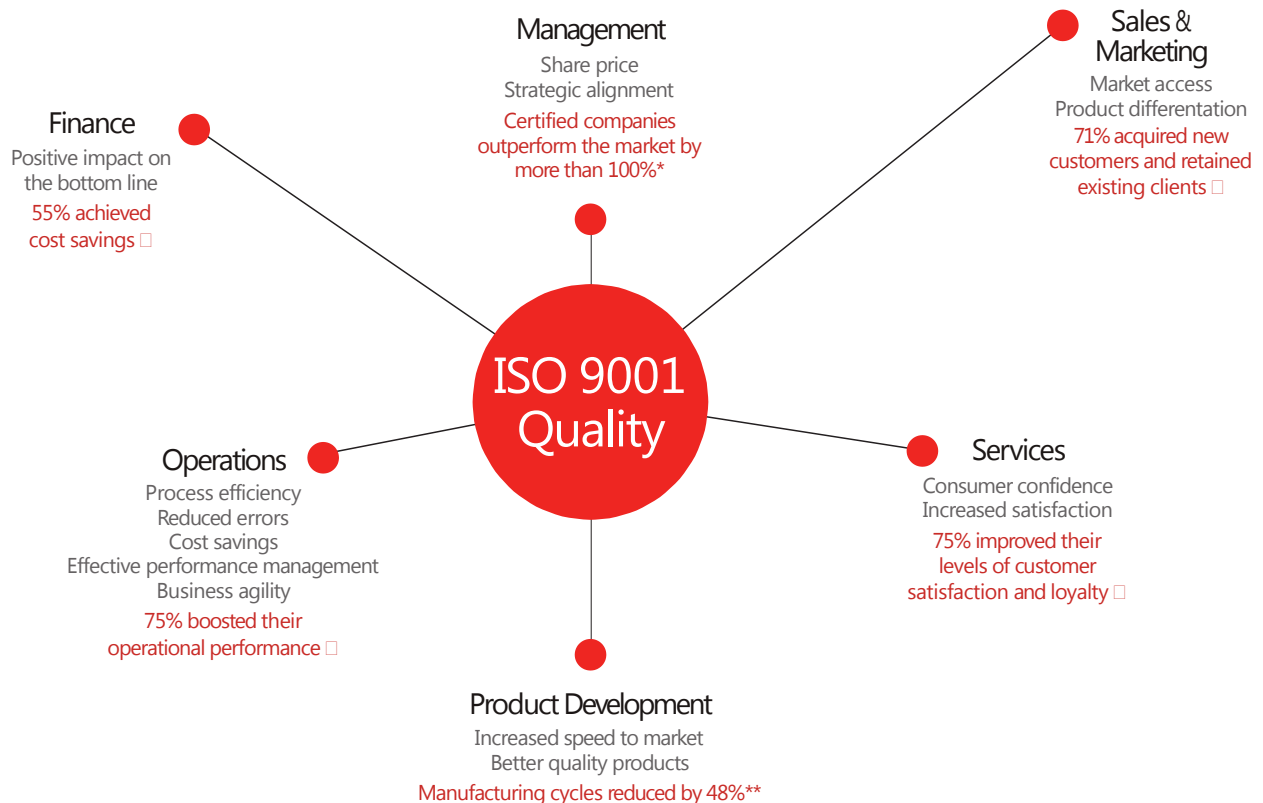 Management
Share price
Strategic alignment
Certified companies
outperform the market by
more than 100%*
Sales &
Marketing
Market access
Product differentation
71% acquired new
customers and retained
existing clients □
Finance
Positive impact on
the bottom line
55% achieved
cost savings □
ISO 9001
Quality
Operations
Process efficiency
Reduced errors
Cost savings
Effective performance management
Business agility
75% boosted their
operational performance □
Services
Consumer confidence
Increased satisfaction
75% improved their
levels of customer
satisfaction and loyalty □
Product Development
Increased speed to market
Better quality products
Manufacturing cycles reduced by 48%**